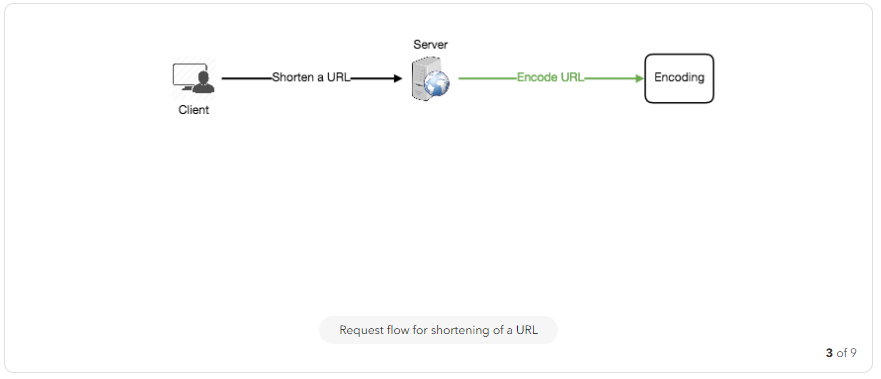 Server
Shorten a URL
Encode URL
Encoding
Client
Request flow for shortening of a URL
3 of 9